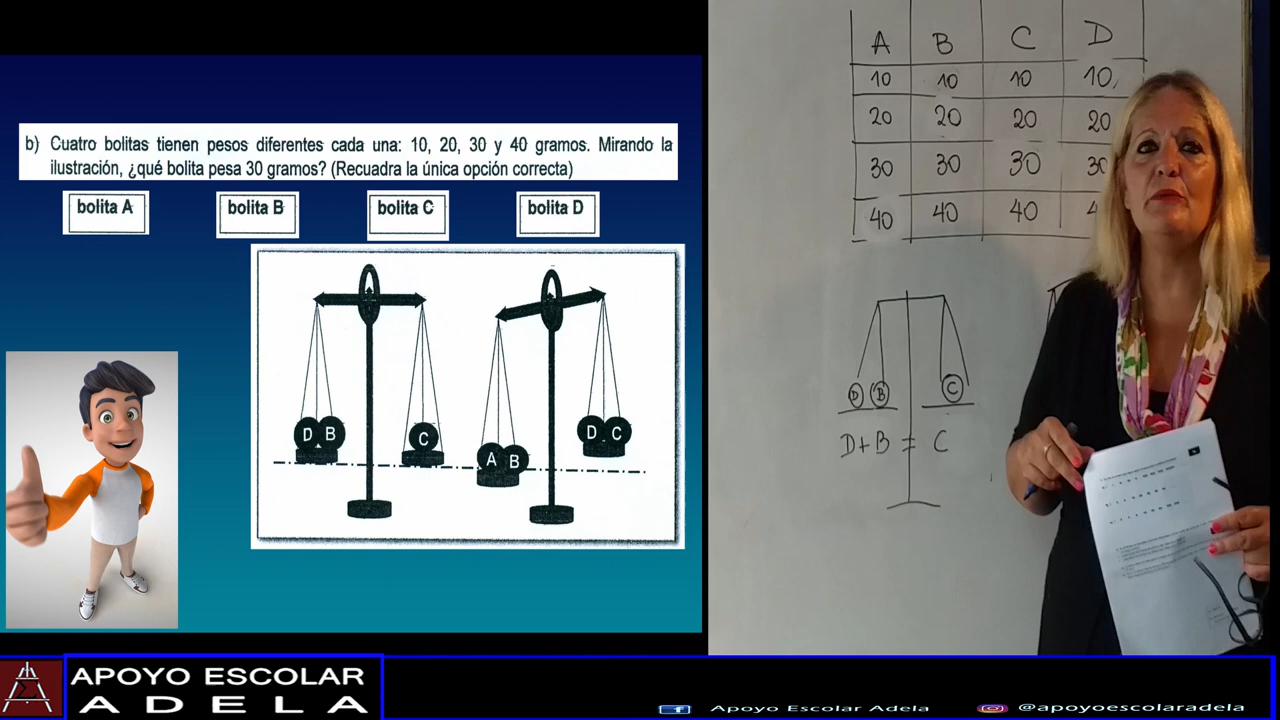 b) Cuatro bolitas tienen pesos diferentes cada una: 10, 20, 30 y 40 gramos. Mirando la
ilustración, ¿qué bolita pesa 30 gramos? (Recuadra la única opción correcta)
bolita A bolita B bolita C bolita D
D B C A B D C
A B C D
10 10 10 10
20 20 20 20
30 30 30 30
40 40 40
D B C
D+B = C
APOYO ESCOLAR
ADELA
Apoyo Escolar Adela @apoyoescolaradela